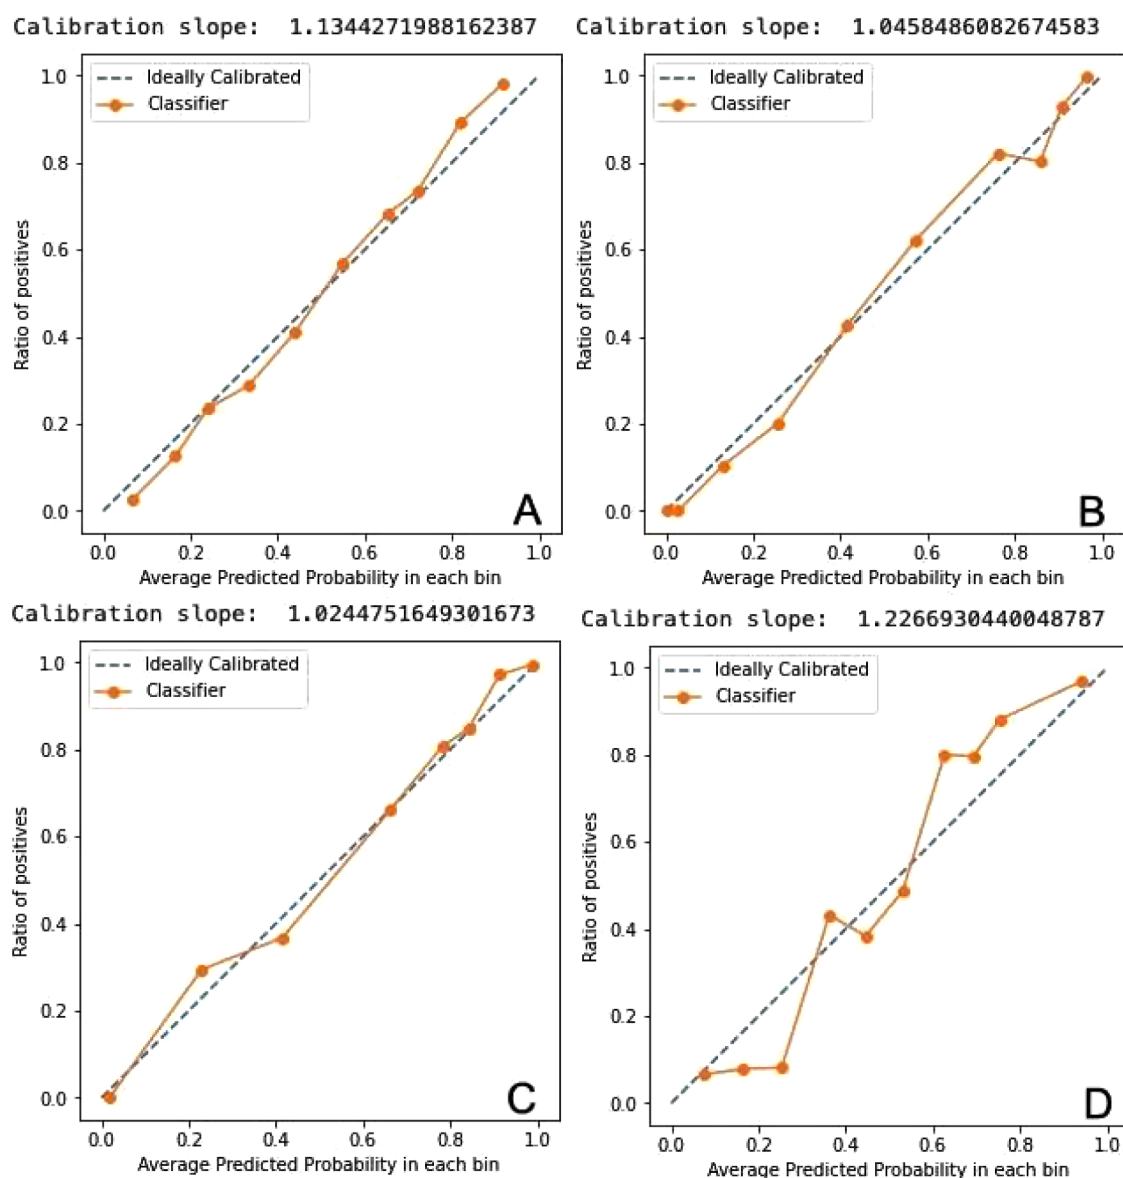 Calibration slope:  1.1344271988162387
1.0
0.8
0.6
0.4
0.2
0.0
Ratio of positives
Ideally Calibrated
Classifier
A
0.0 0.2 0.4 0.6 0.8 1.0
Average Predicted Probability in each bin
Calibration slope:  1.0458486082674583
1.0
0.8
0.6
0.4
0.2
0.0
Ratio of positives
Ideally Calibrated
Classifier
B
0.0 0.2 0.4 0.6 0.8 1.0
Average Predicted Probability in each bin
Calibration slope:  1.0244751649301673
1.0
0.8
0.6
0.4
0.2
0.0
Ratio of positives
Ideally Calibrated
Classifier
C
0.0 0.2 0.4 0.6 0.8 1.0
Average Predicted Probability in each bin
Calibration slope:  1.2266930440048787
1.0
0.8
0.6
0.4
0.2
0.0
Ratio of positives
Ideally Calibrated
Classifier
D
0.0 0.2 0.4 0.6 0.8 1.0
Average Predicted Probability in each bin